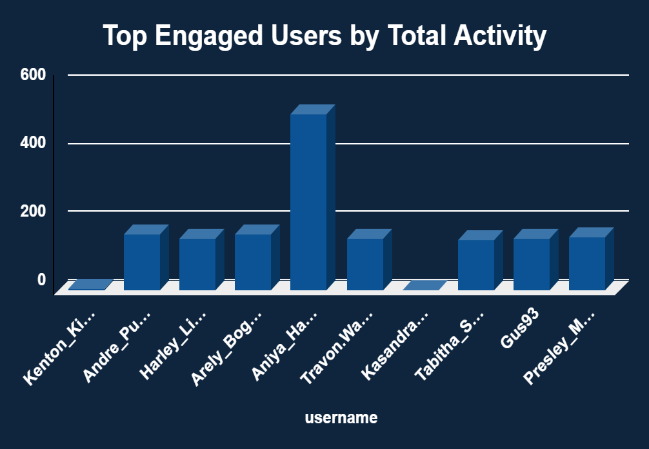 Top Engaged Users by Total Activity
600
400
200
0
Kenton_Ki...
Andre_Pu...
Harley_Li...
Arely_Bog...
Aniya_Ha...
Travon.Wa...
Kasandra...
Tabitha_S...
Gus93
Presley_M...
username